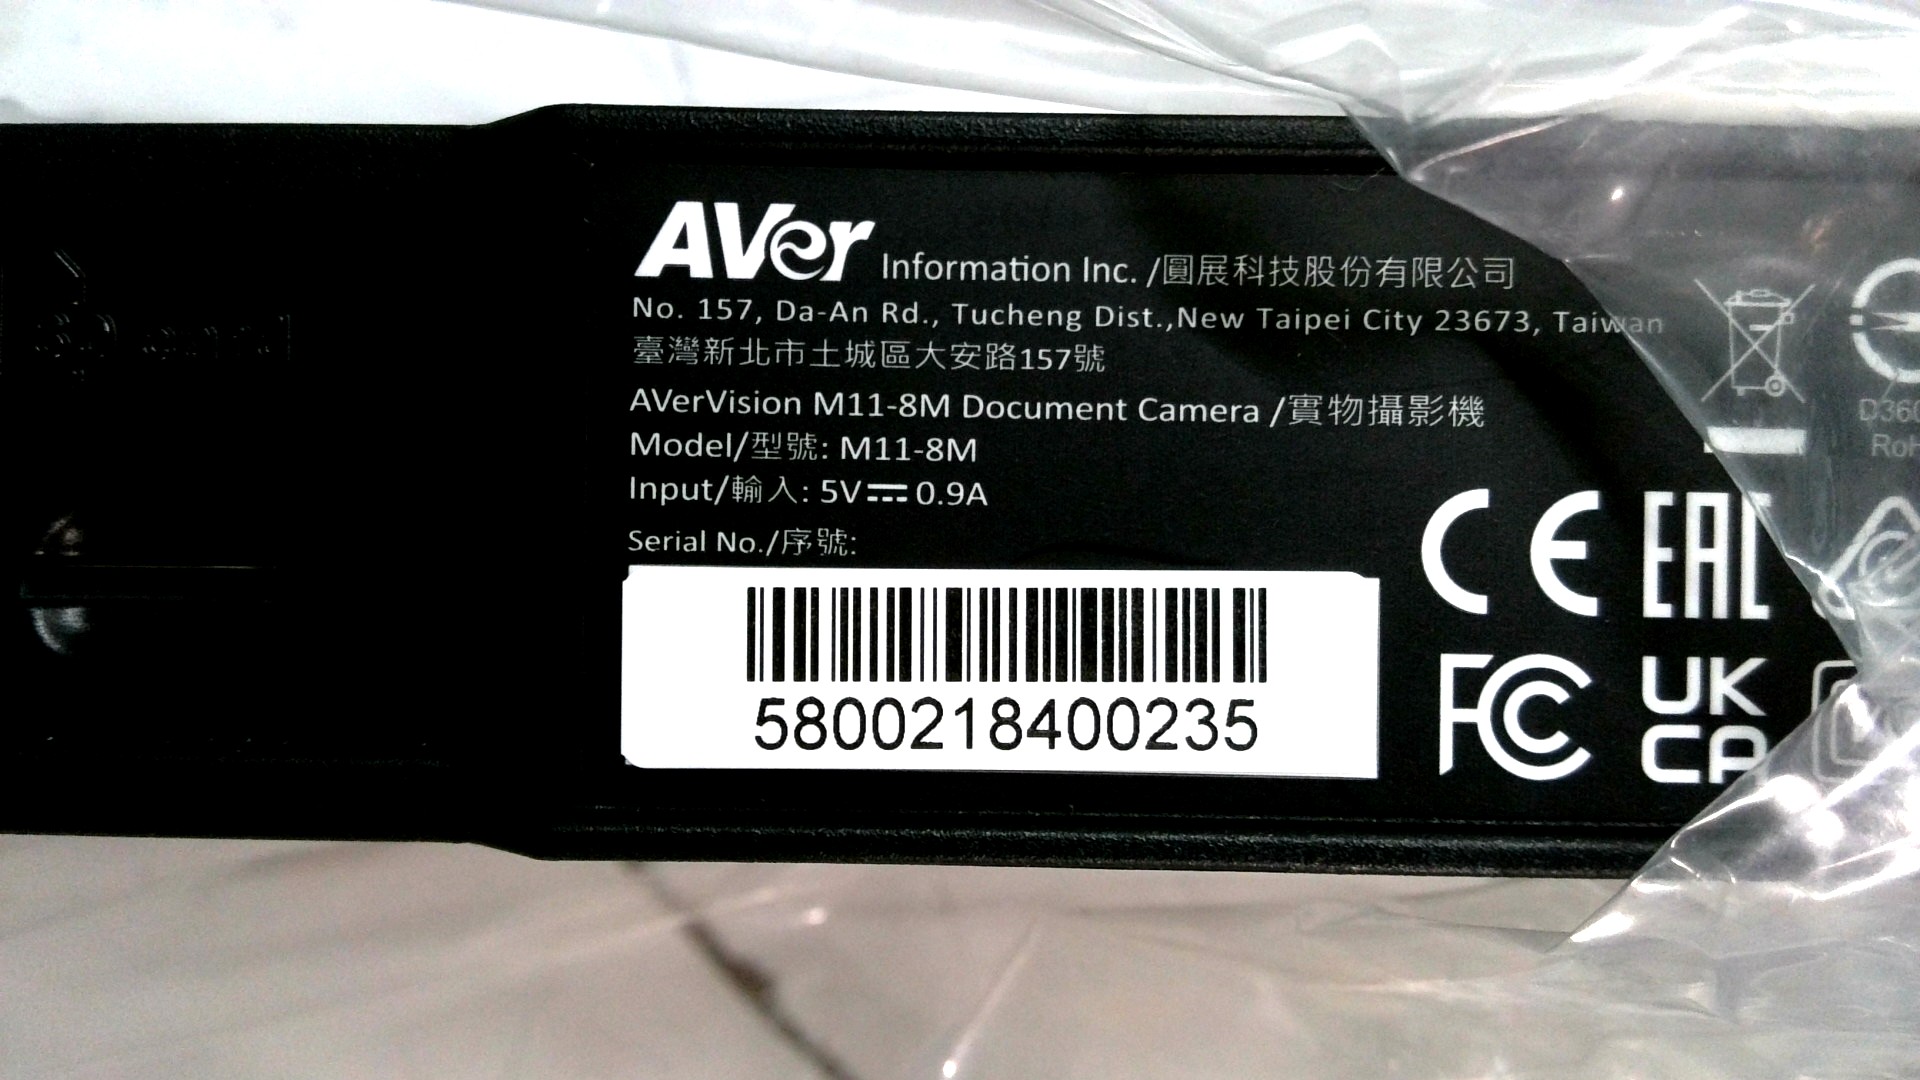 AVer Information Inc. /圓展科技股份有限公司
No. 157, Da-An Rd., Tucheng Dist.,New Taipei City 23673, Taiwan
臺灣新北市土城區大安路157號
AVerVision M11-8M Document Camera /實物攝影機
Model/型號: M11-8M
Input/輸入: 5V⎓0.9A
Serial No./序號:
5800218400235
CE EAC
FC UK
CA